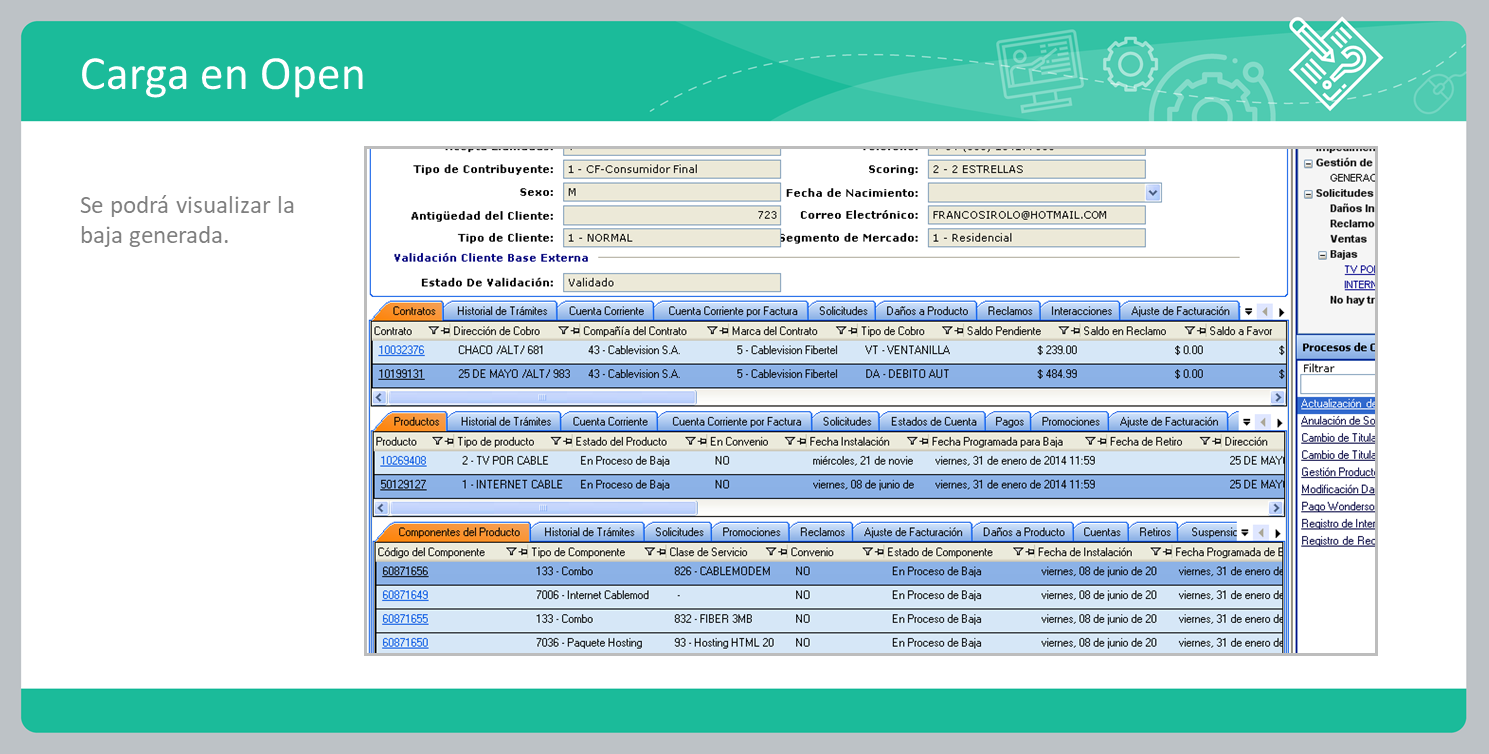 Carga en Open
Se podrá visualizar la
baja generada.
Tipo de Contribuyente: 1 - CF-Consumidor Final Scoring: 2 - 2 ESTRELLAS
Sexo: M Fecha de Nacimiento:
Antigüedad del Cliente: 723 Correo Electrónico: FRANCOSIROLO@HOTMAIL.COM
Tipo de Cliente: 1 - NORMAL Segmento de Mercado: 1 - Residencial
Validación Cliente Base Externa
Estado De Validación: Validado
Contratos Historial de Trámites Cuenta Corriente Cuenta Corriente por Factura Solicitudes Daños a Producto Reclamos Interacciones Ajuste de Facturación
Contrato Dirección de Cobro Compañía del Contrato Marca del Contrato Tipo de Cobro Saldo Pendiente Saldo en Reclamo Saldo a Favor
10032376 CHACO /ALT/ 681 43 - Cablevision S.A. 5 - Cablevision Fibertel VT - VENTANILLA $ 239.00 $ 0.00 $
10199131 25 DE MAYO /ALT/ 983 43 - Cablevision S.A. 5 - Cablevision Fibertel DA - DEBITO AUT $ 484.99 $ 0.00 $
Productos Historial de Trámites Cuenta Corriente Cuenta Corriente por Factura Solicitudes Estados de Cuenta Pagos Promociones Ajuste de Facturación
Producto Tipo de producto Estado del Producto En Convenio Fecha Instalación Fecha Programada para Baja Fecha de Retiro Dirección
10269408 2 - TV POR CABLE En Proceso de Baja NO miércoles, 21 de novie viernes, 31 de enero de 2014 11:59 25 DE MAY
50129127 1 - INTERNET CABLE En Proceso de Baja NO viernes, 08 de junio de viernes, 31 de enero de 2014 11:59 25 DE MAY
Componentes del Producto Historial de Trámites Solicitudes Promociones Reclamos Ajuste de Facturación Daños a Producto Cuentas Retiros Suspensio
Código del Componente Tipo de Componente Clase de Servicio Convenio Estado de Componente Fecha de Instalación Fecha Programada de B
60871656 133 - Combo 826 - CABLEMODEM NO En Proceso de Baja viernes, 08 de junio de 20 viernes, 31 de enero de
60871649 7006 - Internet Cablemod - NO En Proceso de Baja viernes, 08 de junio de 20 viernes, 31 de enero de
60871655 133 - Combo 832 - FIBER 3MB NO En Proceso de Baja viernes, 08 de junio de 20 viernes, 31 de enero de
60871650 7036 - Paquete Hosting 93 - Hosting HTML 20 NO En Proceso de Baja viernes, 08 de junio de 20 viernes, 31 de enero de
Gestión de
GENERAC
Solicitudes
Daños In
Reclamo
Ventas
Bajas
TV PO
INTERN
No hay tr
Procesos de C
Filtrar
Actualización de
Anulación de So
Cambio de Titula
Cambio de Titula
Gestión Product
Modificación Da
Pago Wonderso
Registro de Inter
Registro de Rec